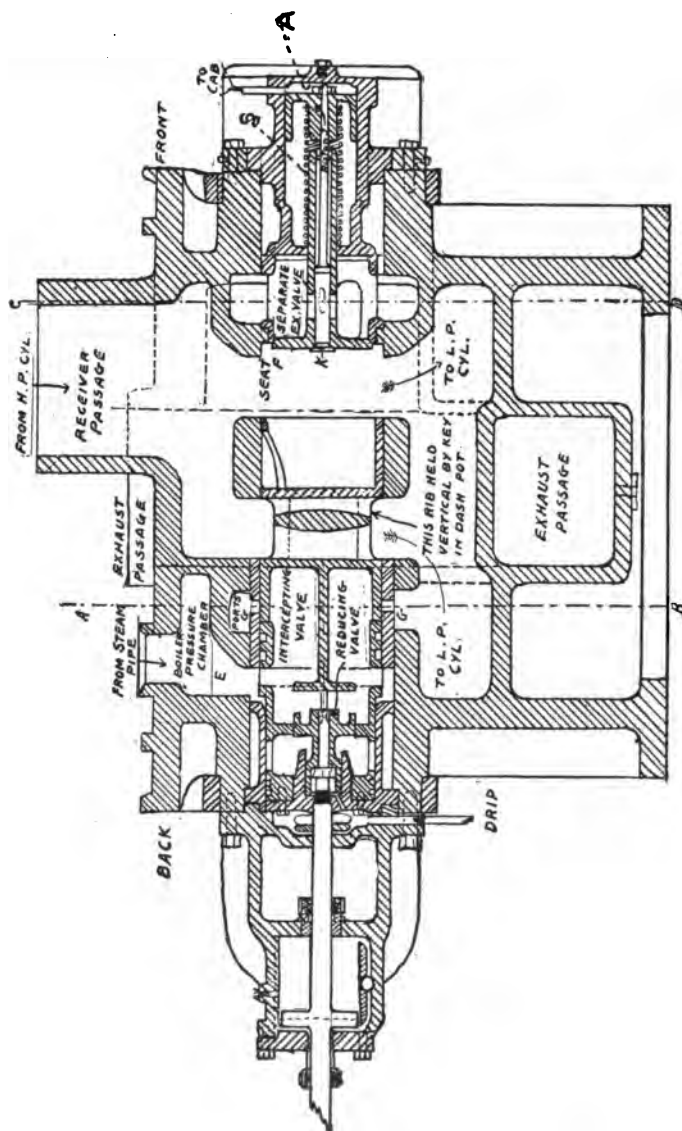 A
TO
CAB
B
FRONT
C
D
FROM H.P. CYL.
RECEIVER
PASSAGE
SEPARATE
EX. VALVE
SEAT
F
K
TO L.P.
CYL.
EXHAUST
PASSAGE
THIS RIB HELD
VERTICAL BY KEY
IN DASH POT.
EXHAUST
PASSAGE
A
B
FROM STEAM
PIPE
BOILER
PRESSURE
CHAMBER
E
PORTS
G
INTERCEPTING
VALVE
REDUCING-
VALVE
G
TO L.P.
CYL.
BACK
DRIP